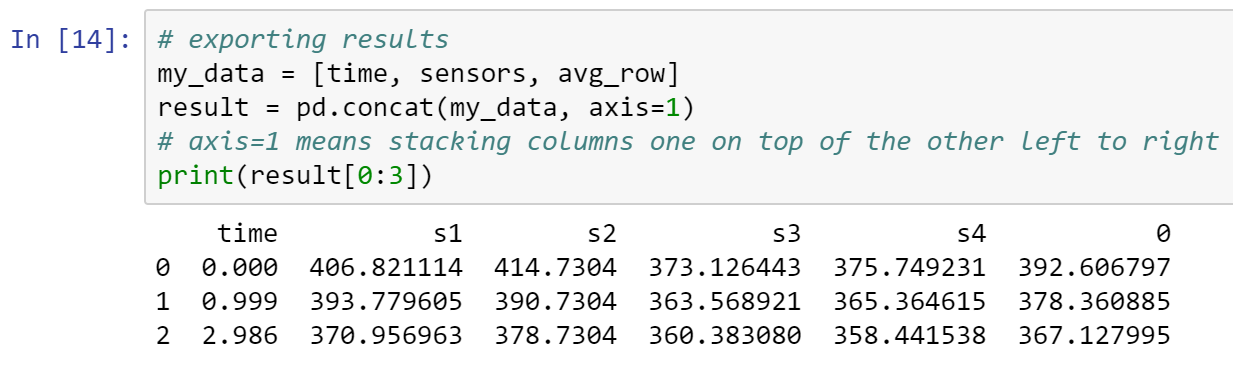 In [14]: # exporting results
my_data = [time, sensors, avg_row]
result = pd.concat(my_data, axis=1)
# axis=1 means stacking columns one on top of the other left to right
print(result[0:3])
time s1 s2 s3 s4 0
0 0.000 406.821114 414.7304 373.126443 375.749231 392.606797
1 0.999 393.779605 390.7304 363.568921 365.364615 378.360885
2 2.986 370.956963 378.7304 360.383080 358.441538 367.127995